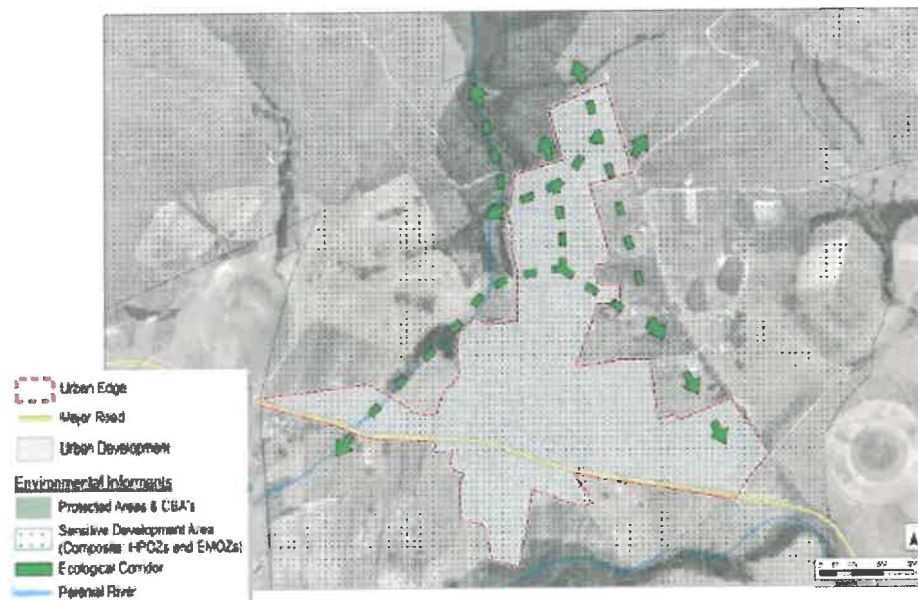 Urban Edge
Major Road
Urban Development
Environmental Informants
Protected Areas & CBA's
Sensitive Development Area
(Composite: HPOZs and EMOZs)
Ecological Corridor
Perenial River